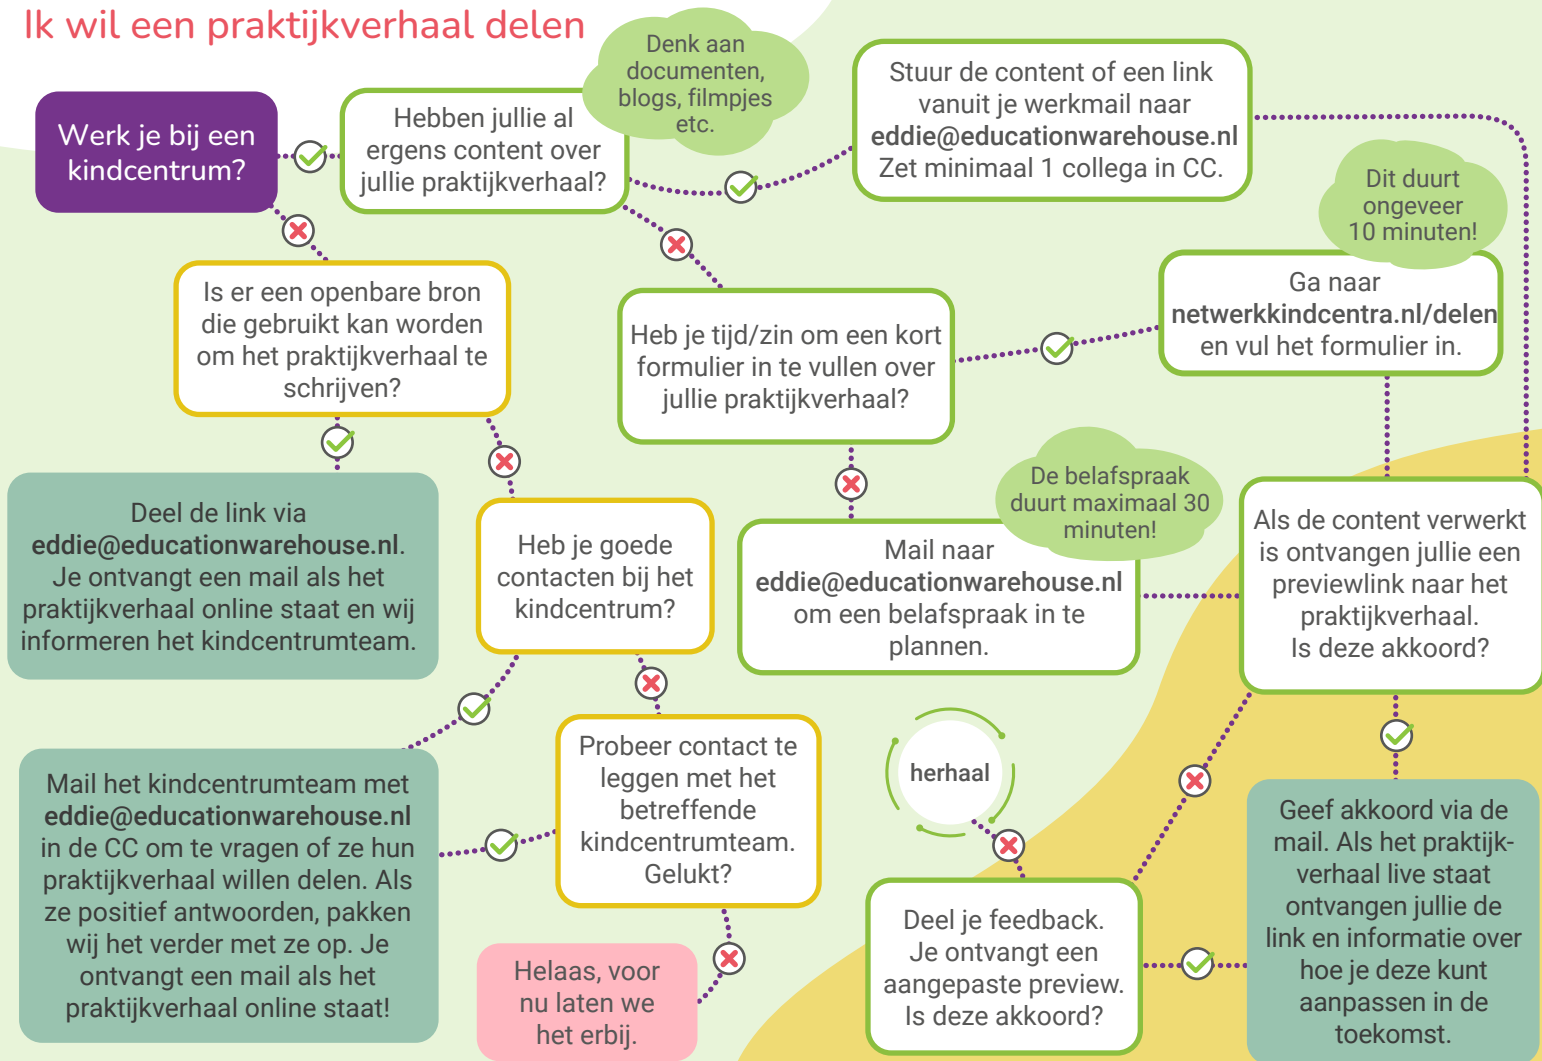 Ik wil een praktijkverhaal delen
Werk je bij een
kindcentrum?
Hebben jullie al
ergens content over
jullie praktijkverhaal?
Denk aan
documenten,
blogs, filmpjes
etc.
Stuur de content of een link
vanuit je werkmail naar
eddie@educationwarehouse.nl
Zet minimaal 1 collega in CC.
Dit duurt
ongeveer
10 minuten!
Is er een openbare bron
die gebruikt kan worden
om het praktijkverhaal te
schrijven?
Heb je tijd/zin om een kort
formulier in te vullen over
jullie praktijkverhaal?
Ga naar
netwerkkindcentra.nl/delen
en vul het formulier in.
Deel de link via
eddie@educationwarehouse.nl.
Je ontvangt een mail als het
praktijkverhaal online staat en wij
informeren het kindcentrumteam.
Heb je goede
contacten bij het
kindcentrum?
De belafspraak
duurt maximaal 30
minuten!
Mail naar
eddie@educationwarehouse.nl
om een belafspraak in te
plannen.
Als de content verwerkt
is ontvangen jullie een
previewlink naar het
praktijkverhaal.
Is deze akkoord?
Mail het kindcentrumteam met
eddie@educationwarehouse.nl
in de CC om te vragen of ze hun
praktijkverhaal willen delen. Als
ze positief antwoorden, pakken
wij het verder met ze op. Je
ontvangt een mail als het
praktijkverhaal online staat!
Probeer contact te
leggen met het
betreffende
kindcentrumteam.
Gelukt?
herhaal
Helaas, voor
nu laten we
het erbij.
Deel je feedback.
Je ontvangt een
aangepaste preview.
Is deze akkoord?
Geef akkoord via de
mail. Als het praktijk-
verhaal live staat
ontvangen jullie de
link en informatie over
hoe je deze kunt
aanpassen in de
toekomst.